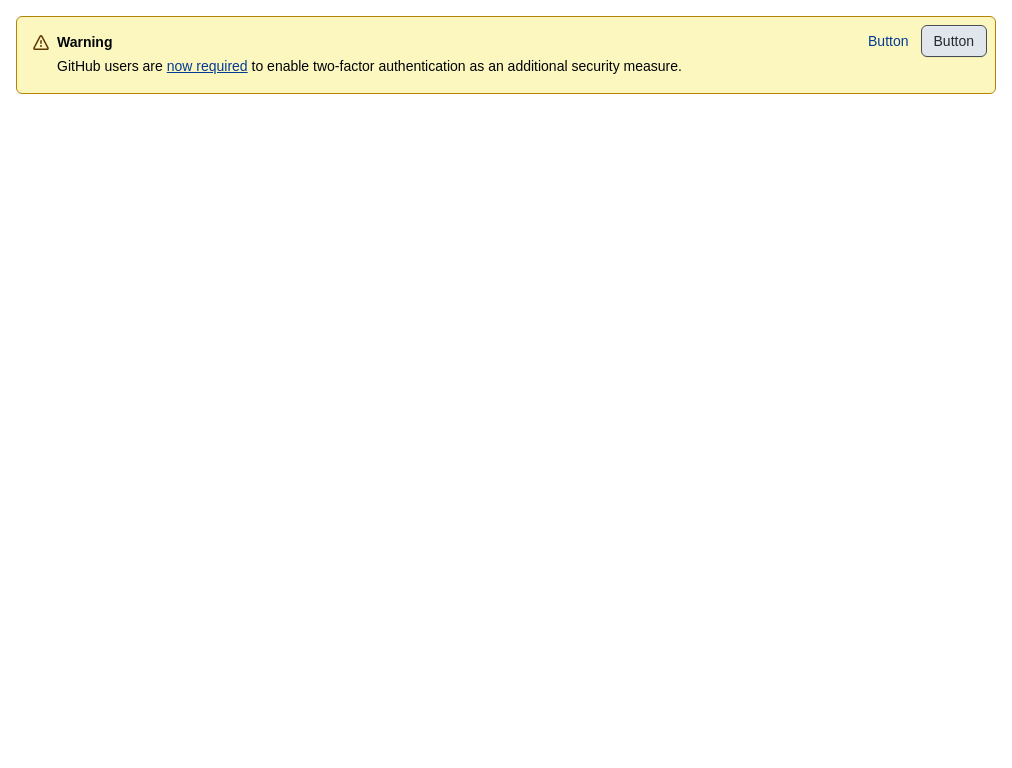 Warning
Button
Button
GitHub users are now required to enable two-factor authentication as an additional security measure.